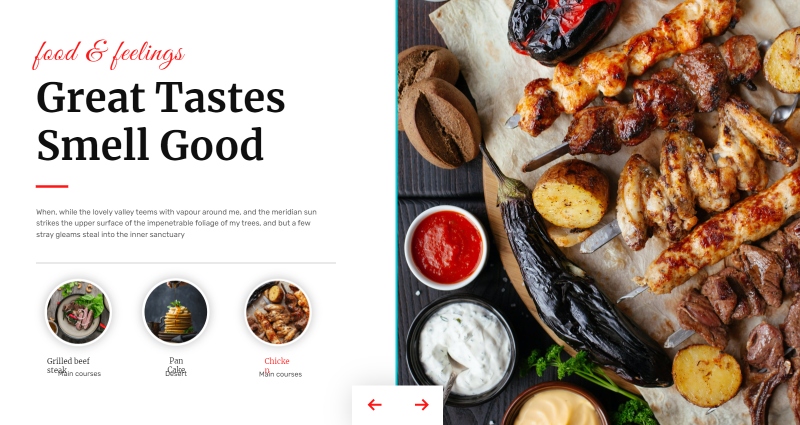 food & feelings
Great Tastes
Smell Good
When, while the lovely valley teems with vapour around me, and the meridian sun
strikes the upper surface of the impenetrable foliage of my trees, and but a few
stray gleams steal into the inner sanctuary
Grilled beef
steak
Main courses
Pan
Cake
Desert
Chicke
n
Main courses